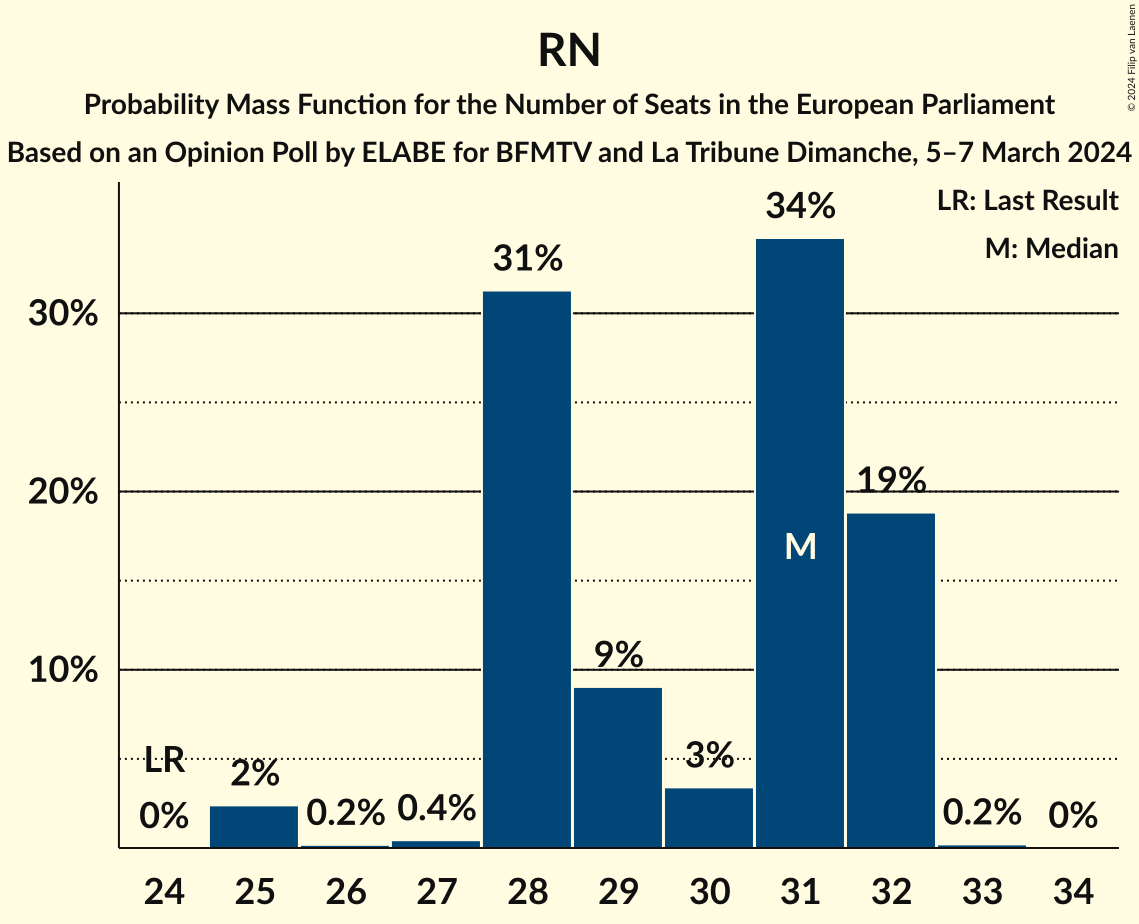 RN
Probability Mass Function for the Number of Seats in the European Parliament
Based on an Opinion Poll by ELABE for BFMTV and La Tribune Dimanche, 5–7 March 2024
© 2024 Filip van Laenen
LR: Last Result
M: Median
30%
20%
10%
LR
0%
2%
0.2%
0.4%
31%
9%
3%
34%
M
19%
0.2%
0%
24 25 26 27 28 29 30 31 32 33 34